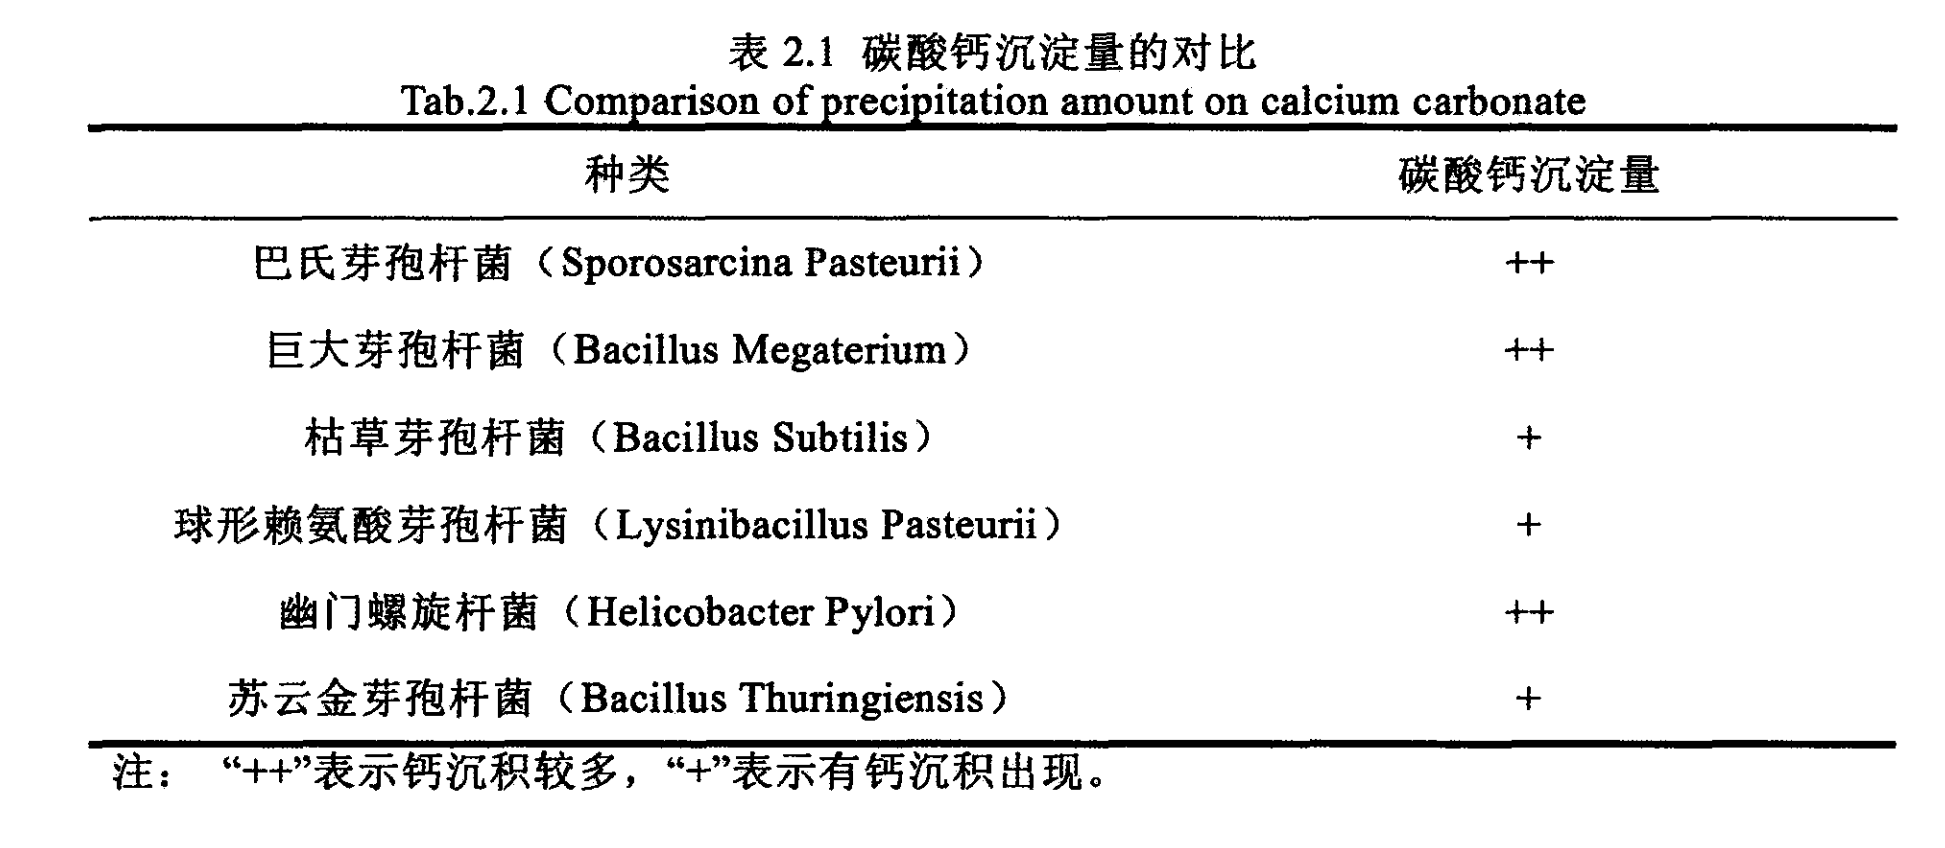 表 2.1 碳酸钙沉淀量的对比
Tab.2.1 Comparison of precipitation amount on calcium carbonate
种类 碳酸钙沉淀量
巴氏芽孢杆菌（Sporosarcina Pasteurii） ++
巨大芽孢杆菌（Bacillus Megaterium） ++
枯草芽孢杆菌（Bacillus Subtilis） +
球形赖氨酸芽孢杆菌（Lysinibacillus Pasteurii） +
幽门螺旋杆菌（Helicobacter Pylori） ++
苏云金芽孢杆菌（Bacillus Thuringiensis） +
注： “++”表示钙沉积较多，“+”表示有钙沉积出现。